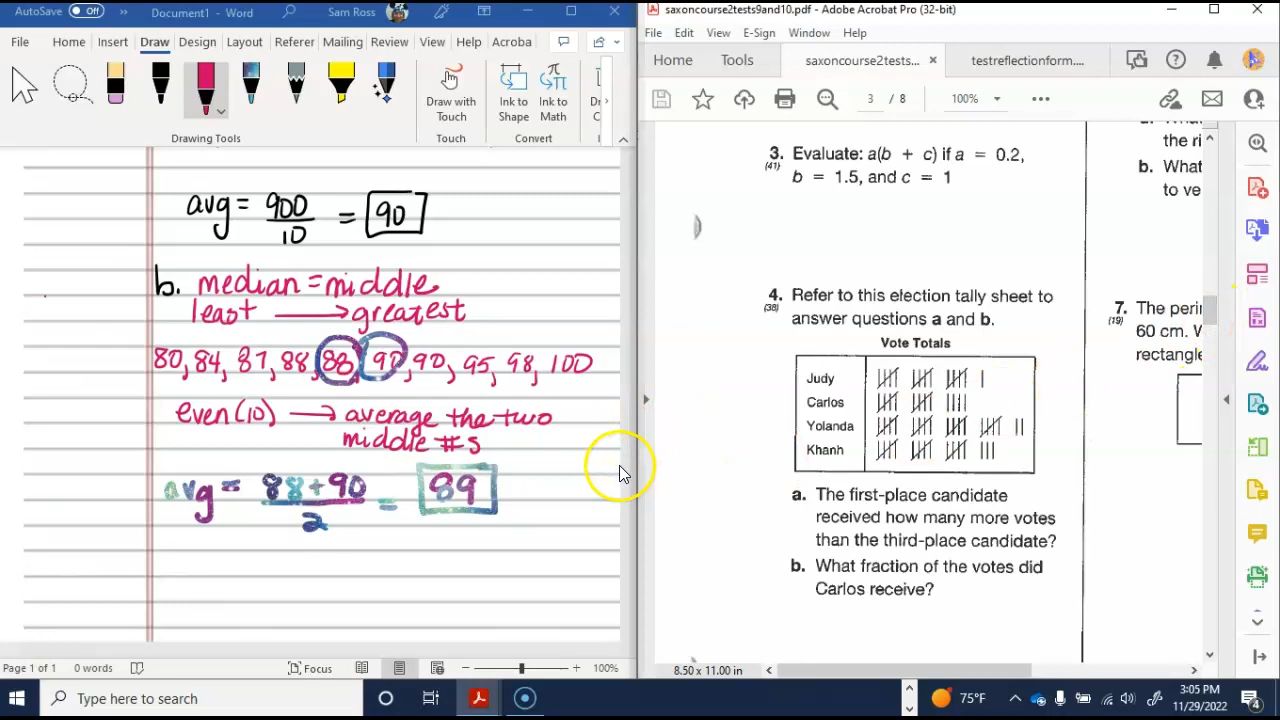 AutoSave Off Document1 - Word Sam Ross
File Home Insert Draw Design Layout Referer Mailing Review View Help Acroba
Draw with Touch
Ink to Shape
Ink to Math
Drawing Tools
Touch
Convert
avg = 900
10
= 90
b. median = middle
least → greatest
80, 84, 87, 88, 88, 90, 90, 95, 98, 100
even (10) → average the two
middle #s
avg = 88 + 90
2
= 89
Page 1 of 1 0 words Focus 100%
saxoncourse2tests9and10.pdf - Adobe Acrobat Pro (32-bit)
File Edit View E-Sign Window Help
Home Tools saxoncourse2tests... × testreflectionform....
3 / 8 100%
3. Evaluate: a(b + c) if a = 0.2,
(41) b = 1.5, and c = 1
4. Refer to this election tally sheet to
(38) answer questions a and b.
Vote Totals
Judy
Carlos
Yolanda
Khanh
a. The first-place candidate
received how many more votes
than the third-place candidate?
b. What fraction of the votes did
Carlos receive?
the ri
b. What
to ve
7. The perir
(19) 60 cm. W
rectangle
8.50 x 11.00 in
Type here to search
75°F
3:05 PM
11/29/2022
4